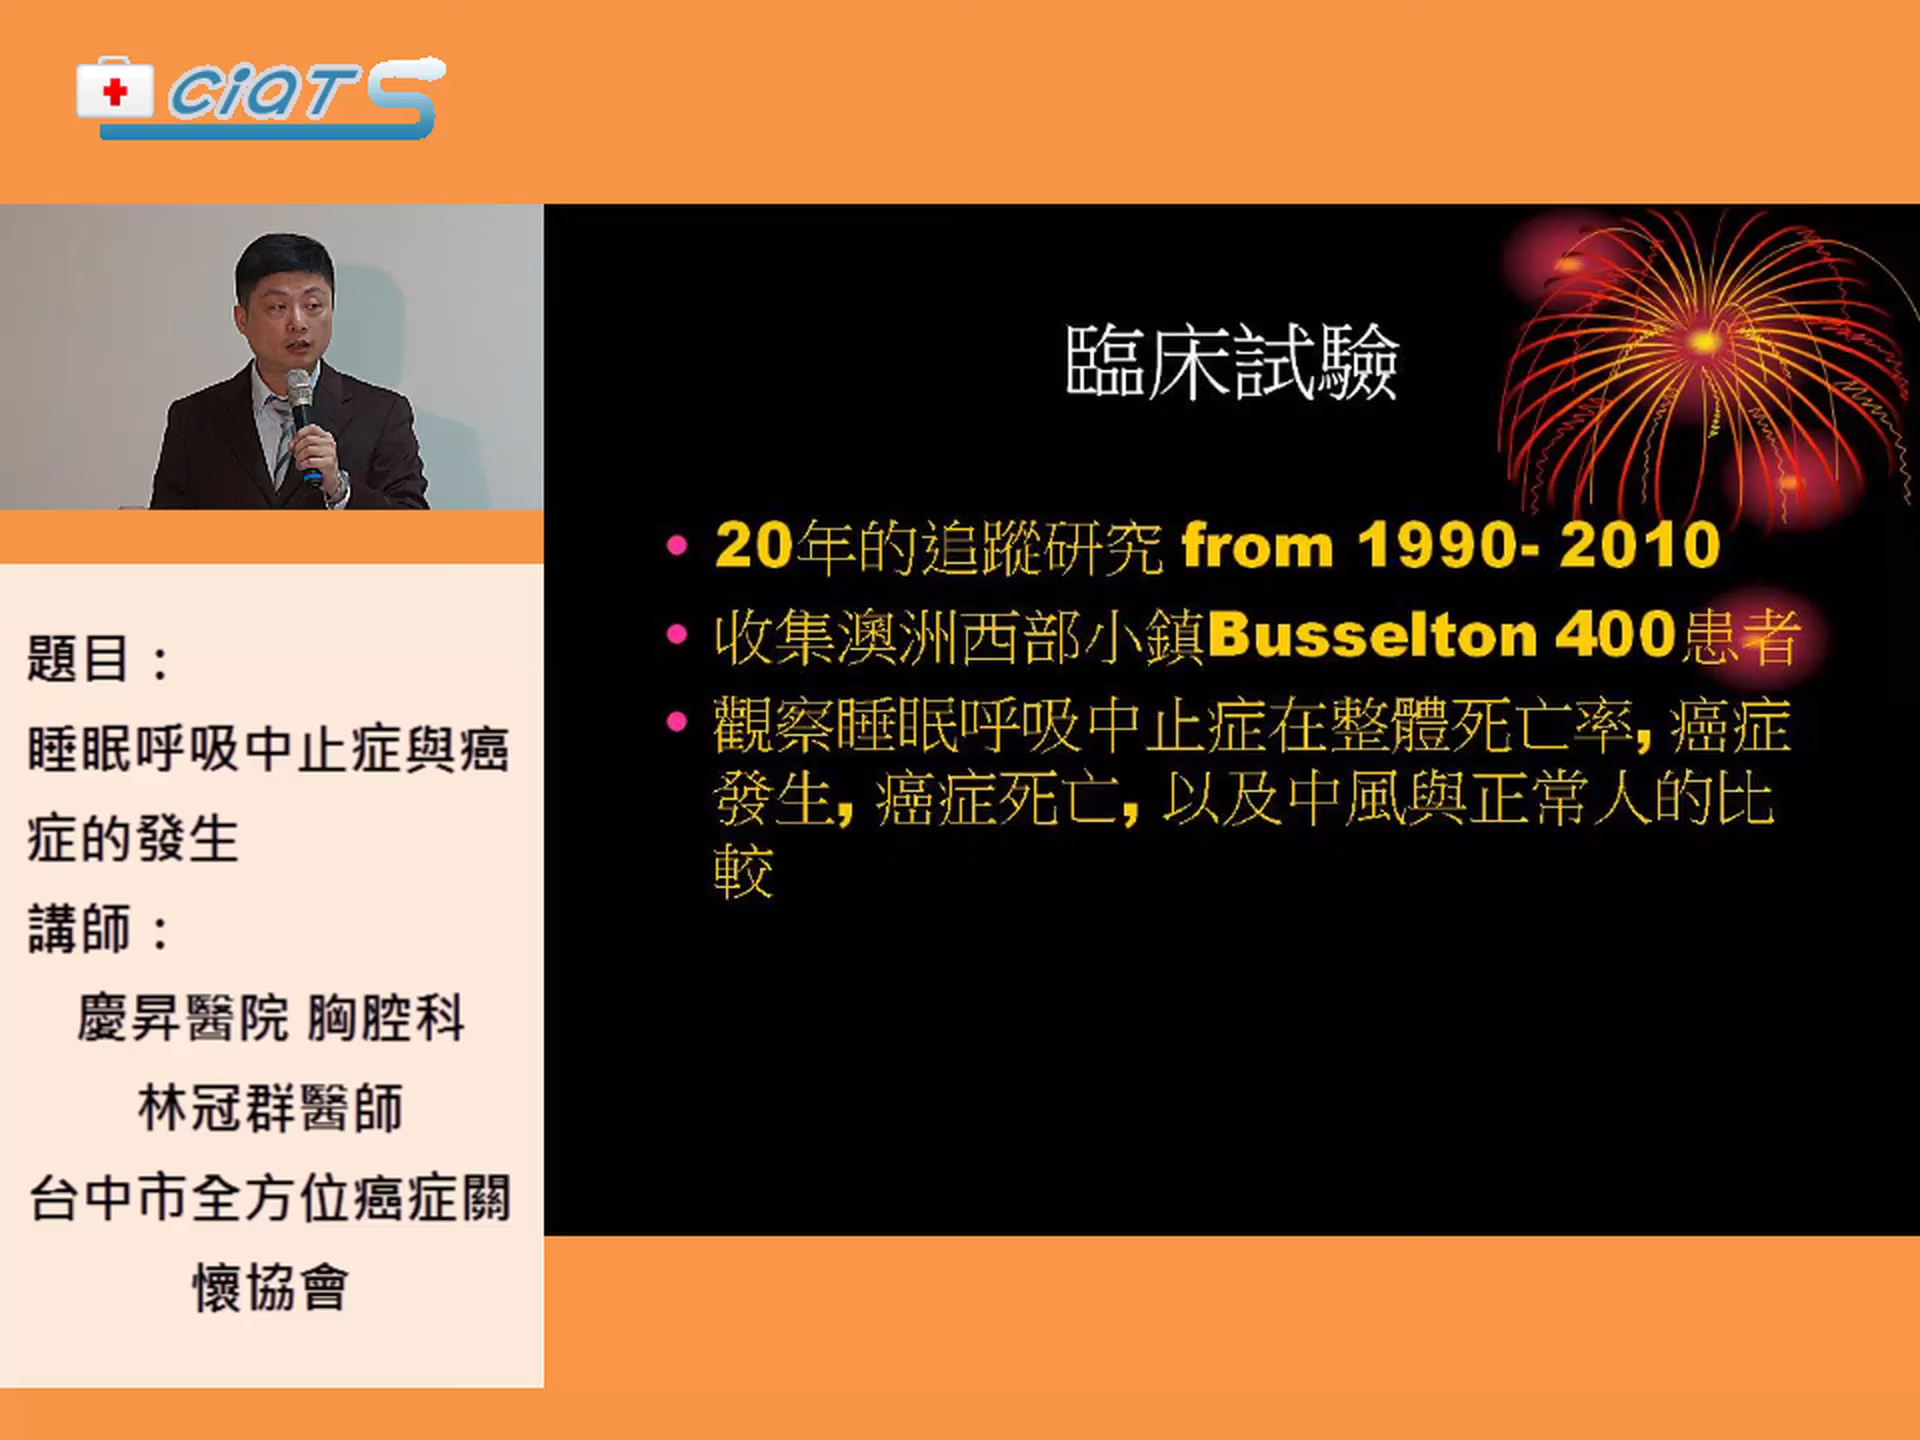 CiaTS
題目：
睡眠呼吸中止症與癌
症的發生
講師：
慶昇醫院 胸腔科
林冠群醫師
台中市全方位癌症關
懷協會
臨床試驗
• 20年的追蹤研究 from 1990- 2010
• 收集澳洲西部小鎮Busselton 400患者
• 觀察睡眠呼吸中止症在整體死亡率, 癌症
發生, 癌症死亡, 以及中風與正常人的比
較